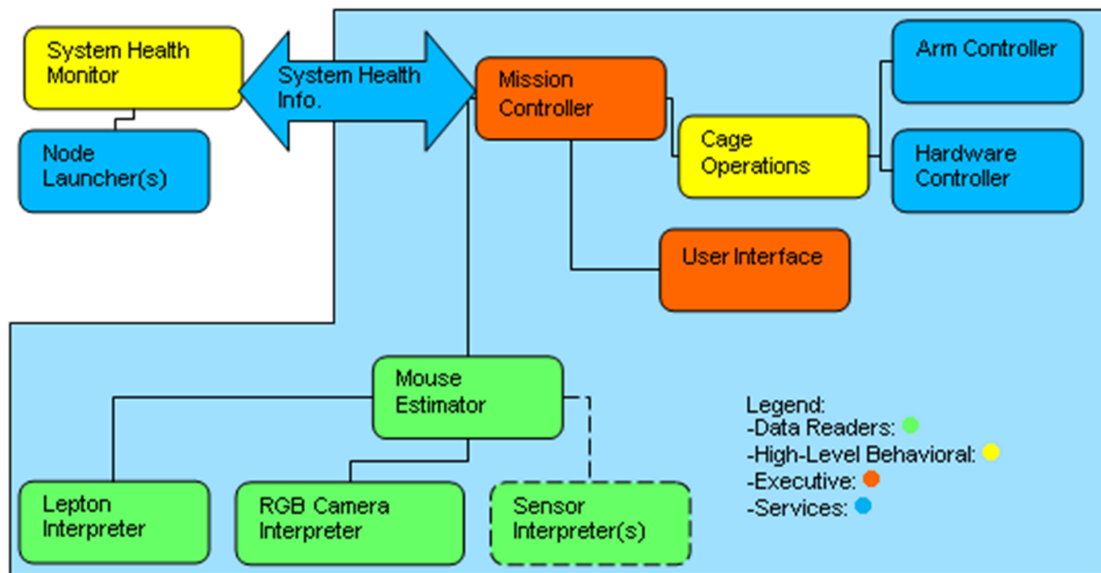 System Health
Monitor
System Health
Info.
Mission
Controller
Arm Controller
Node
Launcher(s)
Cage
Operations
Hardware
Controller
User Interface
Mouse
Estimator
Legend:
-Data Readers:
-High-Level Behavioral:
-Executive:
-Services:
Lepton
Interpreter
RGB Camera
Interpreter
Sensor
Interpreter(s)